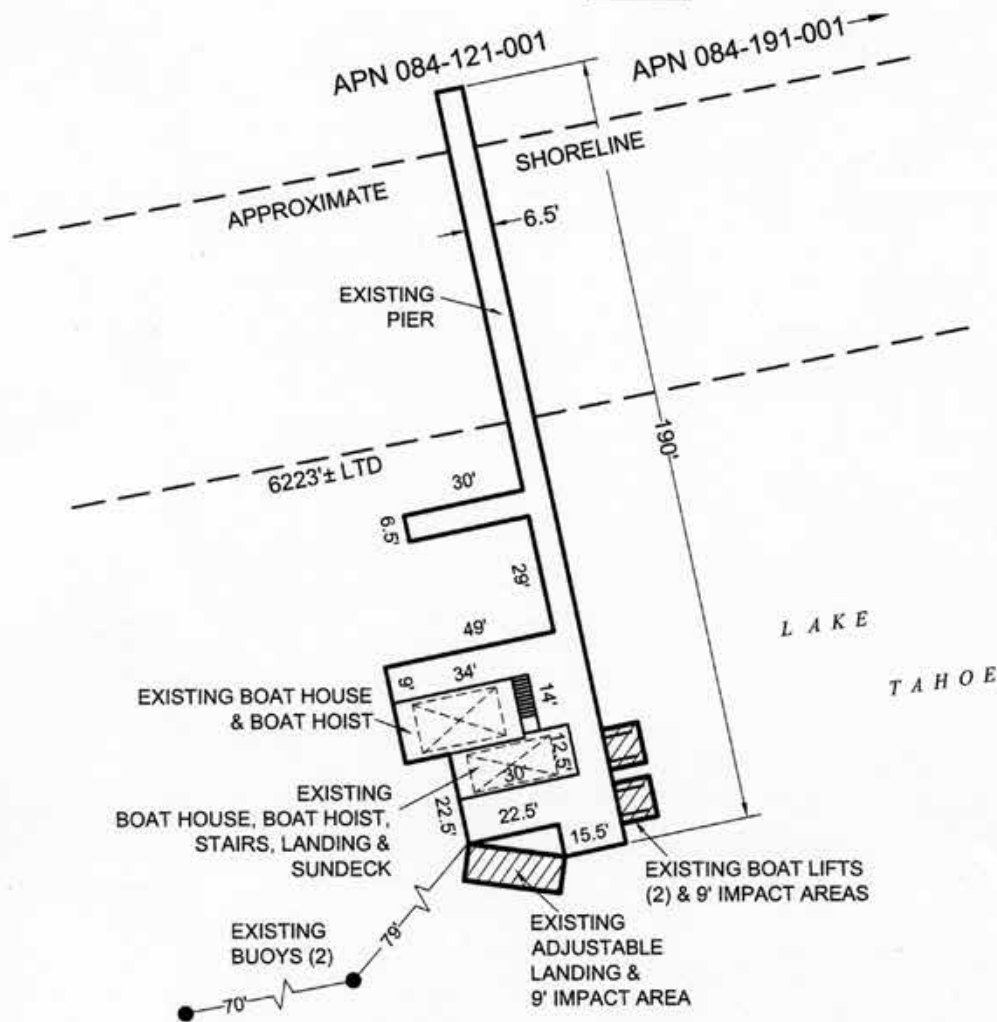 APN 084-121-001
APN 084-191-001
SHORELINE
APPROXIMATE
6.5'
EXISTING
PIER
190'
6223'± LTD
30'
6.5'
29'
49'
LAKE
TAHOE
34'
9'
14'
EXISTING BOAT HOUSE
& BOAT HOIST
12.5'
30'
EXISTING
BOAT HOUSE, BOAT HOIST,
STAIRS, LANDING &
SUNDECK
22.5'
22.5'
15.5'
EXISTING BOAT LIFTS
(2) & 9' IMPACT AREAS
EXISTING
ADJUSTABLE
LANDING &
9' IMPACT AREA
79'
EXISTING
BUOYS (2)
70'